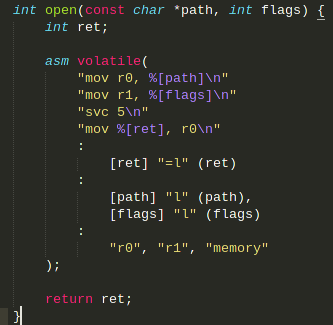 int open(const char *path, int flags) {
    int ret;

    asm volatile(
        "mov r0, %[path]\n"
        "mov r1, %[flags]\n"
        "svc 5\n"
        "mov %[ret], r0\n"
        :
            [ret] "=l" (ret)
        :
            [path] "l" (path),
            [flags] "l" (flags)
        :
            "r0", "r1", "memory"
    );

    return ret;
}